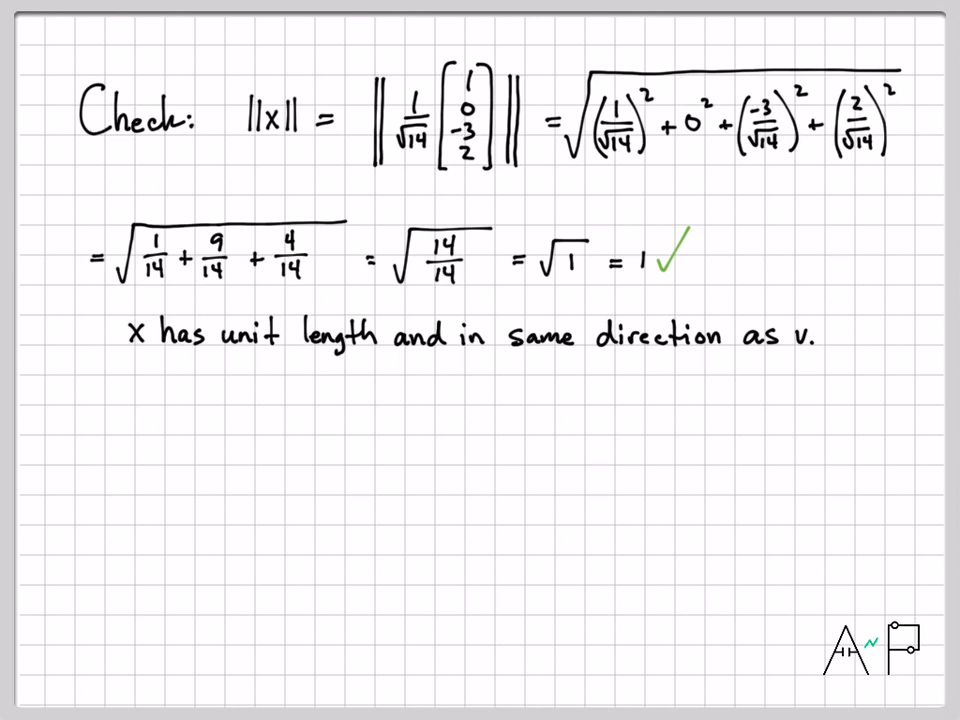 Check: ||x|| = || 1/√14 [1 0 -3 2] || = √((1/√14)² + 0² + (-3/√14)² + (2/√14)²)
= √(1/14 + 9/14 + 4/14) = √(14/14) = √1 = 1 ✓
x has unit length and in same direction as v.
A~P